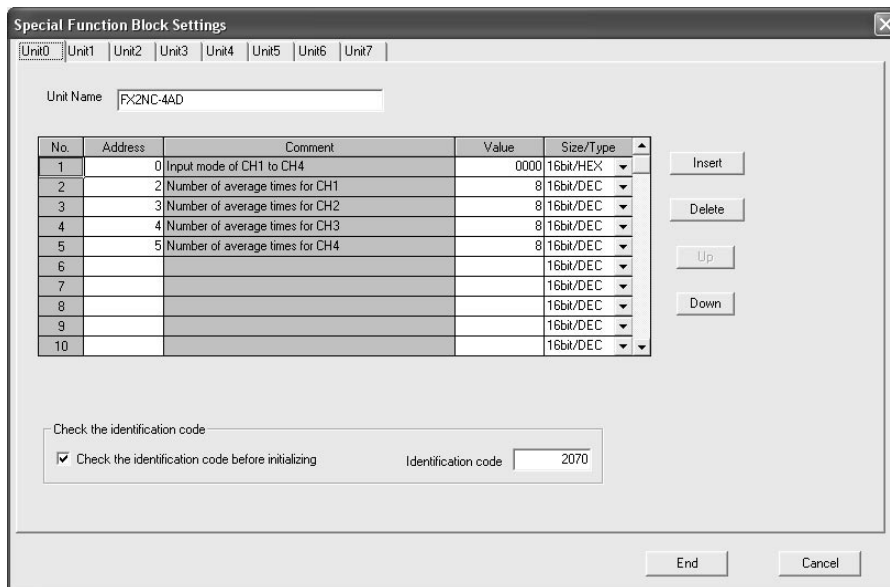 Special Function Block Settings
Unit0 Unit1 Unit2 Unit3 Unit4 Unit5 Unit6 Unit7
Unit Name FX2NC-4AD
No. Address Comment Value Size/Type
1 0 Input mode of CH1 to CH4 0000 16bit/HEX
Insert
2 2 Number of average times for CH1 8 16bit/DEC
3 3 Number of average times for CH2 8 16bit/DEC
Delete
4 4 Number of average times for CH3 8 16bit/DEC
5 5 Number of average times for CH4 8 16bit/DEC
Up
6 16bit/DEC
7 16bit/DEC
8 16bit/DEC
Down
9 16bit/DEC
10 16bit/DEC
Check the identification code
Check the identification code before initializing Identification code 2070
End Cancel